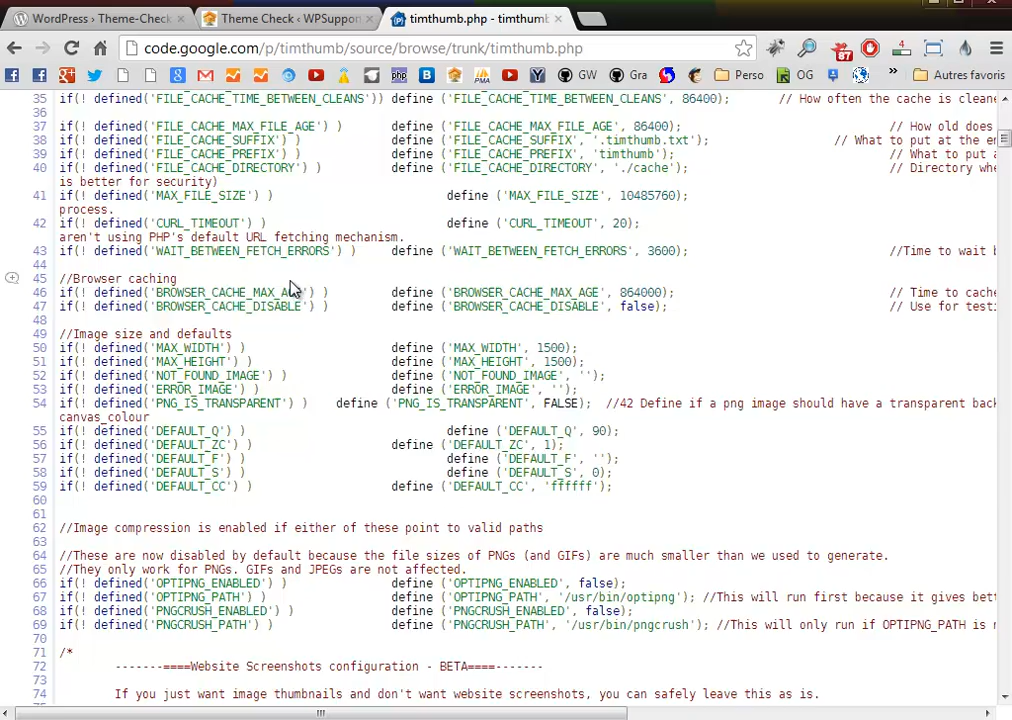 WordPress › Theme-Check
Theme Check ‹ WPSuppor
timthumb.php - timthumb
code.google.com/p/timthumb/source/browse/trunk/timthumb.php
87
4
php
B
PMA
GW
Gra
Perso
OG
»
Autres favoris
35 if(! defined('FILE_CACHE_TIME_BETWEEN_CLEANS')) define ('FILE_CACHE_TIME_BETWEEN_CLEANS', 86400); // How often the cache is cleane
36
37 if(! defined('FILE_CACHE_MAX_FILE_AGE') ) define ('FILE_CACHE_MAX_FILE_AGE', 86400); // How old does
38 if(! defined('FILE_CACHE_SUFFIX') ) define ('FILE_CACHE_SUFFIX', '.timthumb.txt'); // What to put at the en
39 if(! defined('FILE_CACHE_PREFIX') ) define ('FILE_CACHE_PREFIX', 'timthumb'); // What to put a
40 if(! defined('FILE_CACHE_DIRECTORY') ) define ('FILE_CACHE_DIRECTORY', './cache'); // Directory whe
is better for security)
41 if(! defined('MAX_FILE_SIZE') ) define ('MAX_FILE_SIZE', 10485760);
process.
42 if(! defined('CURL_TIMEOUT') ) define ('CURL_TIMEOUT', 20);
aren't using PHP's default URL fetching mechanism.
43 if(! defined('WAIT_BETWEEN_FETCH_ERRORS') ) define ('WAIT_BETWEEN_FETCH_ERRORS', 3600); //Time to wait b
44
45 //Browser caching
46 if(! defined('BROWSER_CACHE_MAX_AGE') ) define ('BROWSER_CACHE_MAX_AGE', 864000); // Time to cache
47 if(! defined('BROWSER_CACHE_DISABLE') ) define ('BROWSER_CACHE_DISABLE', false); // Use for testi
48
49 //Image size and defaults
50 if(! defined('MAX_WIDTH') ) define ('MAX_WIDTH', 1500);
51 if(! defined('MAX_HEIGHT') ) define ('MAX_HEIGHT', 1500);
52 if(! defined('NOT_FOUND_IMAGE') ) define ('NOT_FOUND_IMAGE', '');
53 if(! defined('ERROR_IMAGE') ) define ('ERROR_IMAGE', '');
54 if(! defined('PNG_IS_TRANSPARENT') ) define ('PNG_IS_TRANSPARENT', FALSE); //42 Define if a png image should have a transparent back
canvas_colour
55 if(! defined('DEFAULT_Q') ) define ('DEFAULT_Q', 90);
56 if(! defined('DEFAULT_ZC') ) define ('DEFAULT_ZC', 1);
57 if(! defined('DEFAULT_F') ) define ('DEFAULT_F', '');
58 if(! defined('DEFAULT_S') ) define ('DEFAULT_S', 0);
59 if(! defined('DEFAULT_CC') ) define ('DEFAULT_CC', 'ffffff');
60
61
62 //Image compression is enabled if either of these point to valid paths
63
64 //These are now disabled by default because the file sizes of PNGs (and GIFs) are much smaller than we used to generate.
65 //They only work for PNGs. GIFs and JPEGs are not affected.
66 if(! defined('OPTIPNG_ENABLED') ) define ('OPTIPNG_ENABLED', false);
67 if(! defined('OPTIPNG_PATH') ) define ('OPTIPNG_PATH', '/usr/bin/optipng'); //This will run first because it gives bett
68 if(! defined('PNGCRUSH_ENABLED') ) define ('PNGCRUSH_ENABLED', false);
69 if(! defined('PNGCRUSH_PATH') ) define ('PNGCRUSH_PATH', '/usr/bin/pngcrush'); //This will only run if OPTIPNG_PATH is n
70
71 /*
72 -------====Website Screenshots configuration - BETA====-------
73
74 If you just want image thumbnails and don't want website screenshots, you can safely leave this as is.